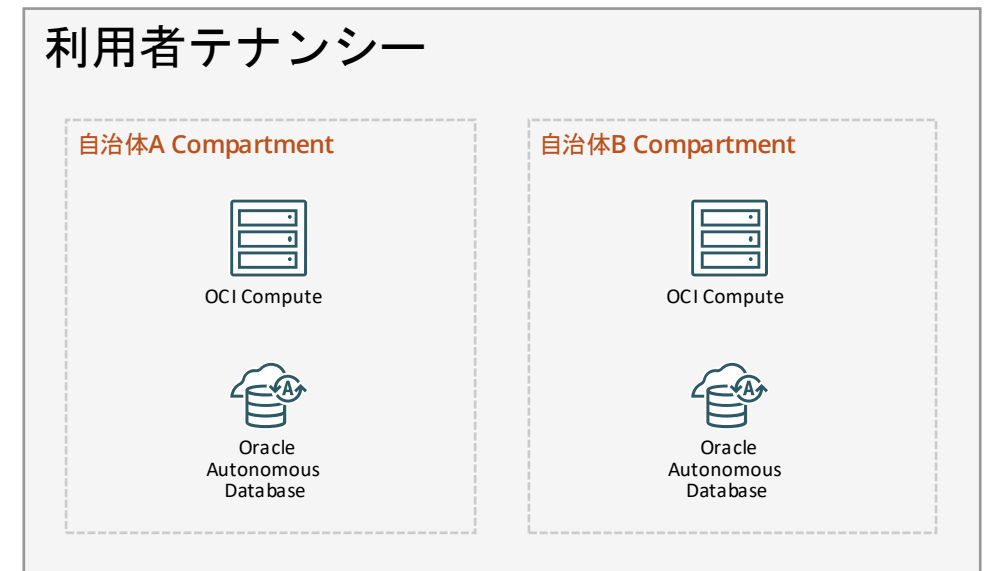 利用者テナンシー
自治体A Compartment
OCI Compute
Oracle
Autonomous
Database
自治体B Compartment
OCI Compute
Oracle
Autonomous
Database